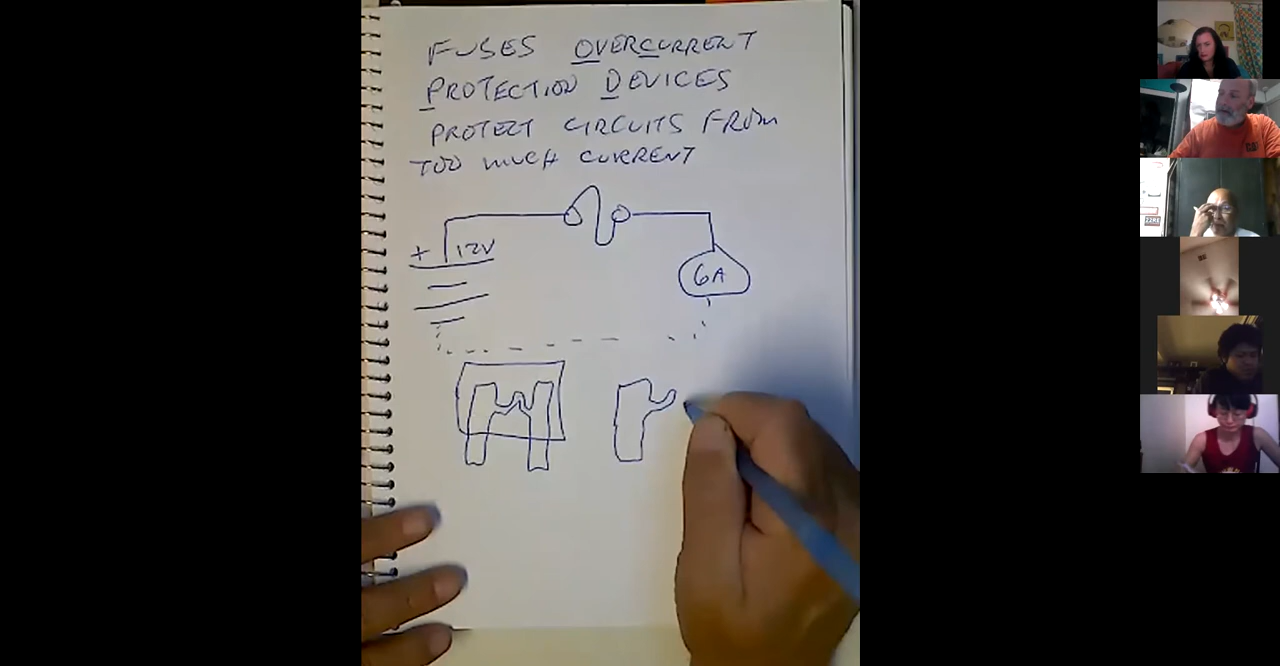 FUSES OVERCURRENT
PROTECTION DEVICES
PROTECT CIRCUITS FROM
TOO MUCH CURRENT
+ 12V
6A